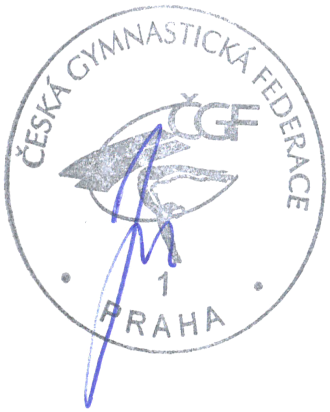 ČESKÁ GYMNASTICKÁ FEDERACE
ČGF
1
PRAHA